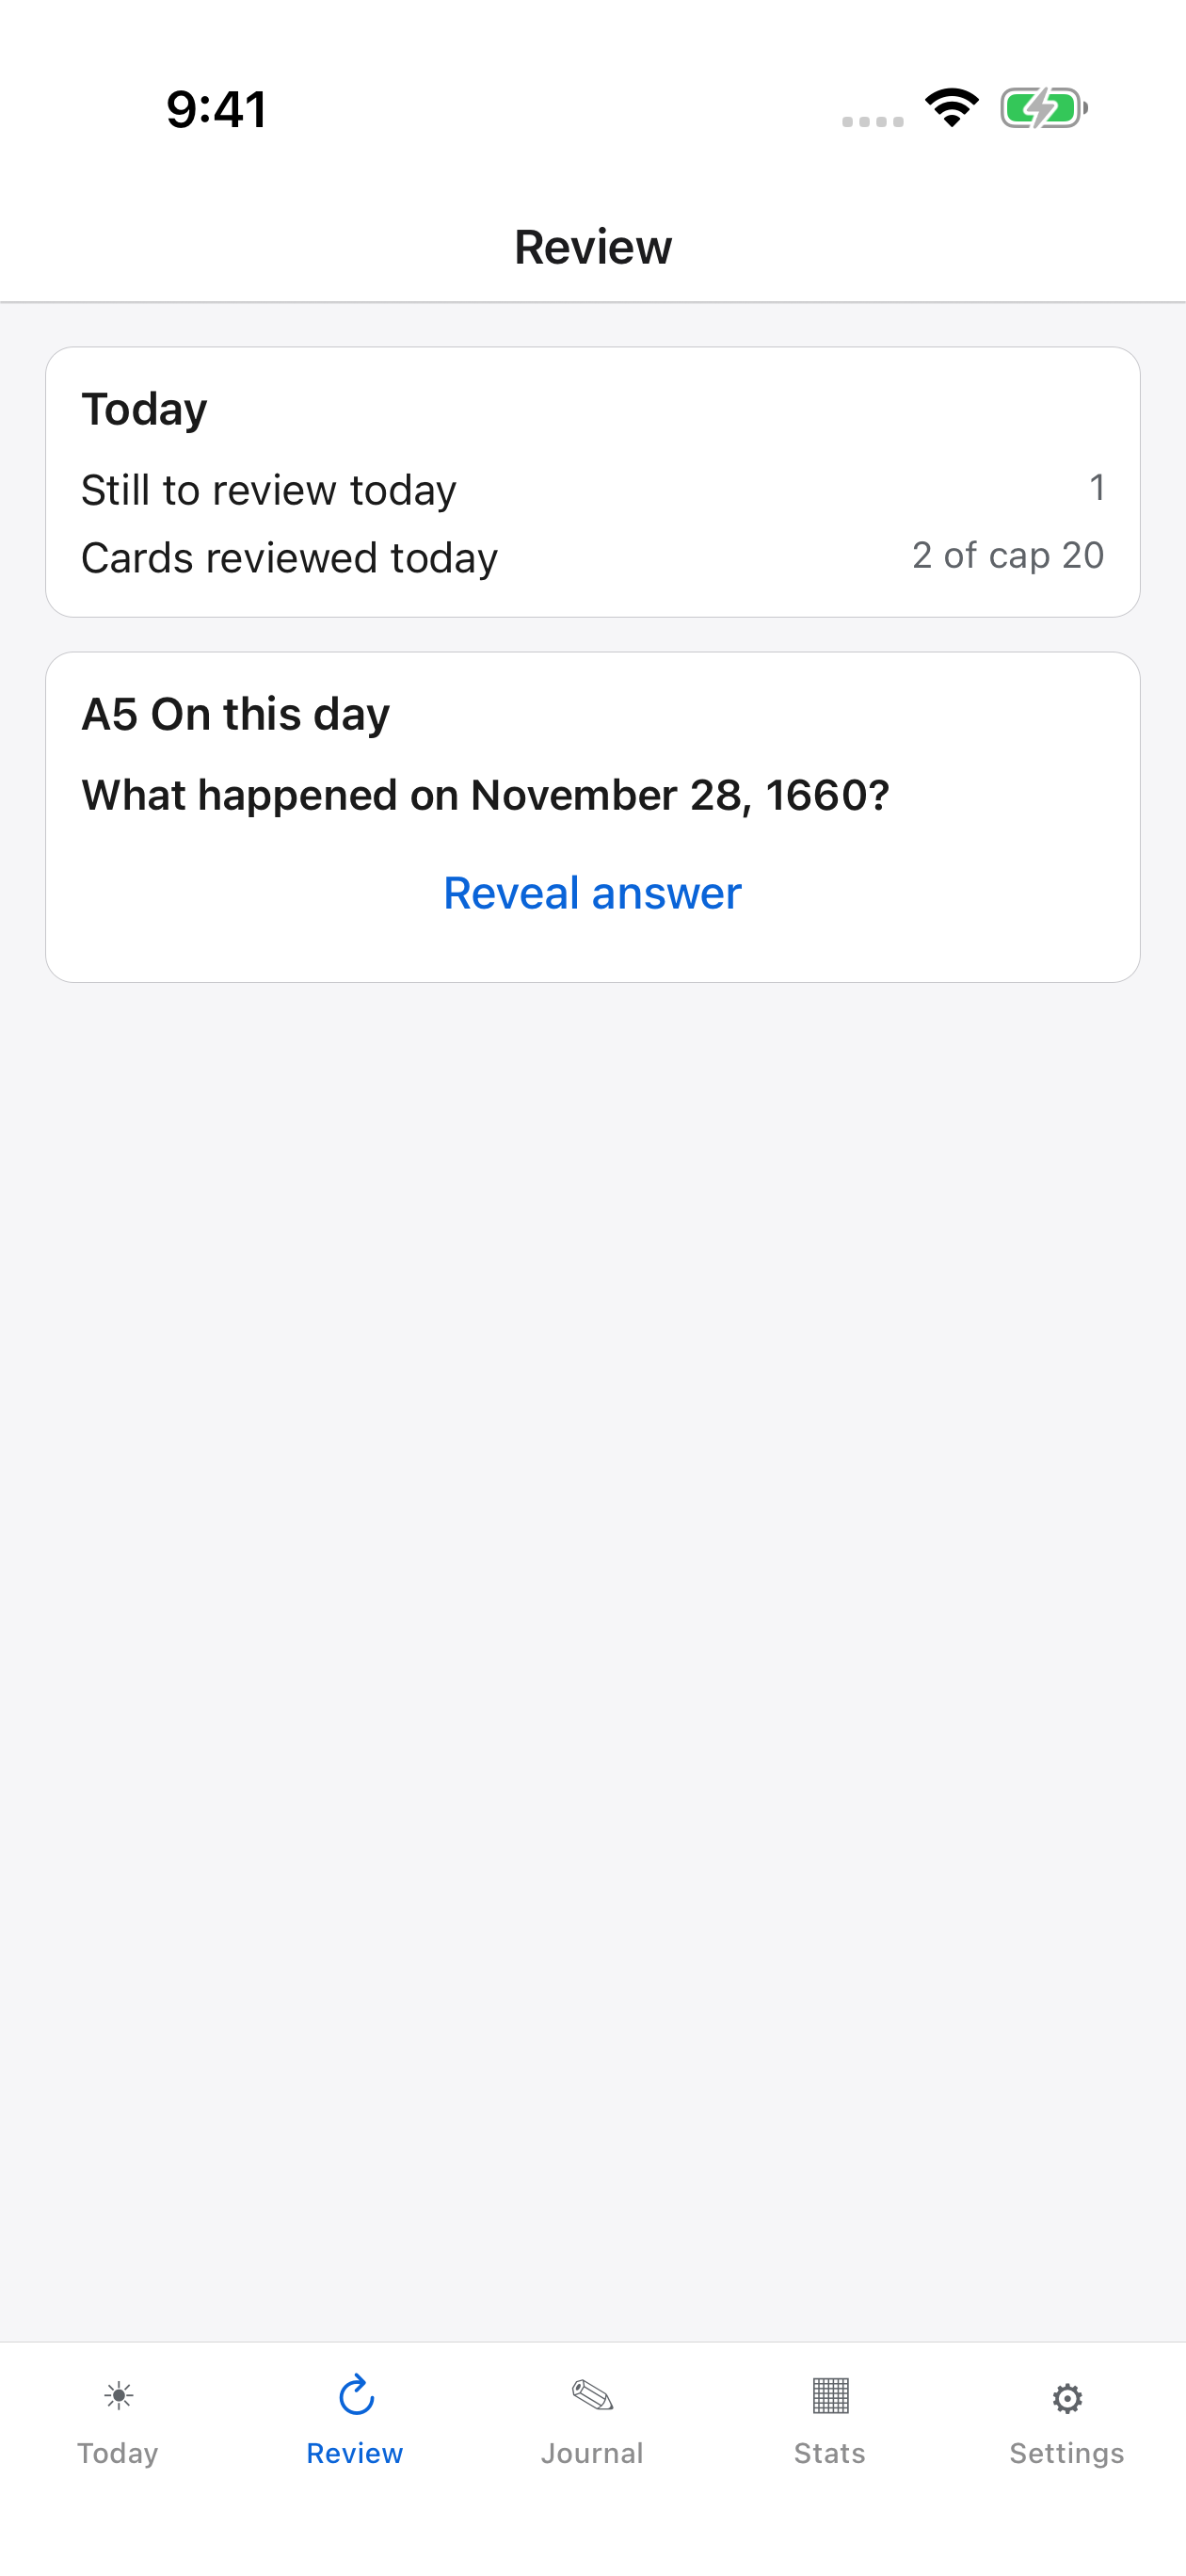 9:41
Review
Today
Still to review today 1
Cards reviewed today 2 of cap 20
A5 On this day
What happened on November 28, 1660?
Reveal answer
Today Review Journal Stats Settings